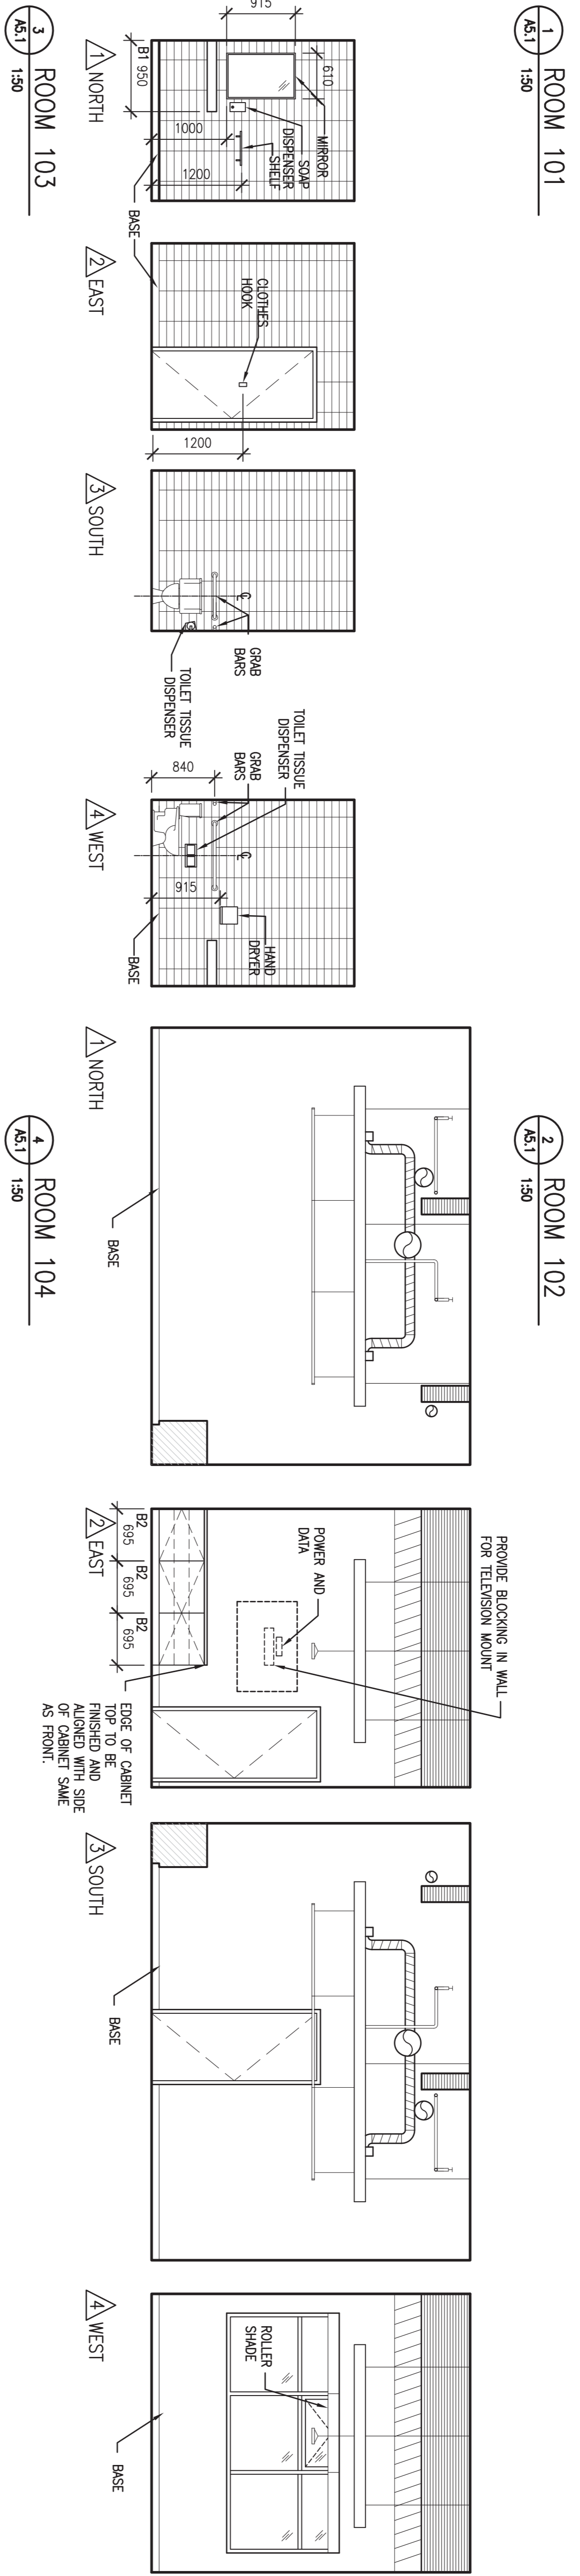 1
A5.1
ROOM 101
1:50
2
A5.1
ROOM 102
1:50
915
610
MIRROR
SOAP
DISPENSER
SHELF
1000
1200
B1
950
1 NORTH
BASE
CLOTHES
HOOK
1200
2 EAST
GRAB
BARS
TOILET TISSUE
DISPENSER
3 SOUTH
TOILET TISSUE
DISPENSER
GRAB
BARS
840
915
HAND
DRYER
BASE
4 WEST
3
A5.1
ROOM 103
1:50
BASE
1 NORTH
PROVIDE BLOCKING IN WALL
FOR TELEVISION MOUNT
POWER AND
DATA
B2 B2 B2
695 695 695
EDGE OF CABINET
TOP TO BE
FINISHED AND
ALIGNED WITH SIDE
OF CABINET SAME
AS FRONT.
2 EAST
BASE
3 SOUTH
ROLLER
SHADE
BASE
4 WEST
4
A5.1
ROOM 104
1:50